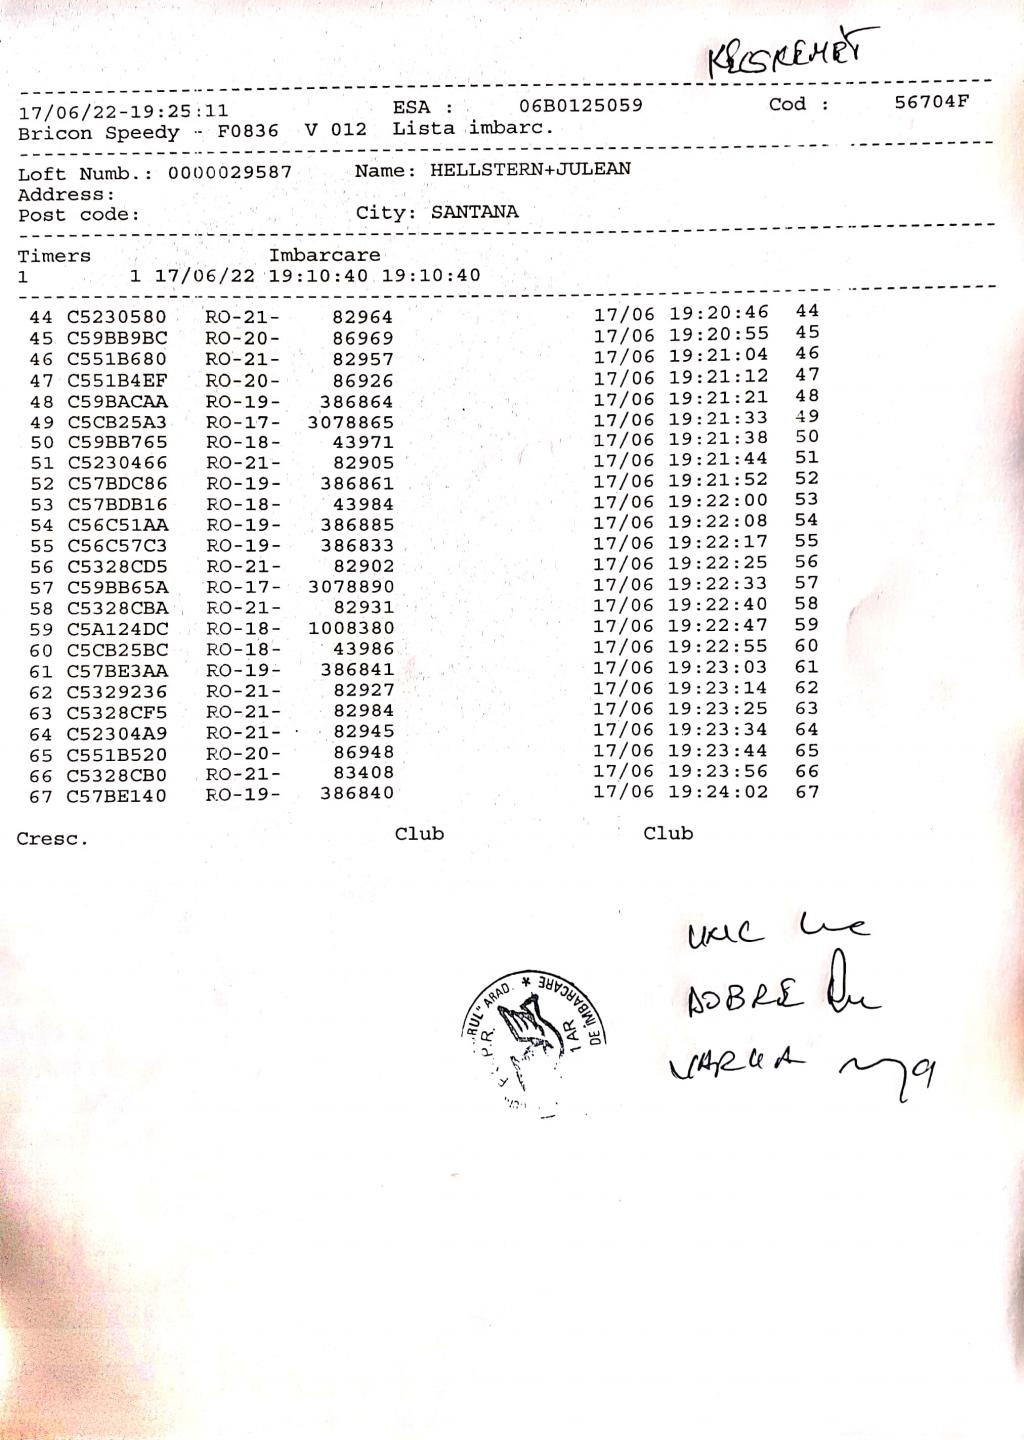 KECSKEMÉT
17/06/22-19:25:11 ESA : 06B0125059 Cod : 56704F
Bricon Speedy - F0836 V 012 Lista imbarc.
Loft Numb.: 0000029587 Name: HELLSTERN+JULEAN
Address:
Post code: City: SANTANA
Timers Imbarcare
1 1 17/06/22 19:10:40 19:10:40
44 C5230580 RO-21- 82964 17/06 19:20:46 44
45 C59BB9BC RO-20- 86969 17/06 19:20:55 45
46 C551B680 RO-21- 82957 17/06 19:21:04 46
47 C551B4EF RO-20- 86926 17/06 19:21:12 47
48 C59BACAA RO-19- 386864 17/06 19:21:21 48
49 C5CB25A3 RO-17- 3078865 17/06 19:21:33 49
50 C59BB765 RO-18- 43971 17/06 19:21:38 50
51 C5230466 RO-21- 82905 17/06 19:21:44 51
52 C57BDC86 RO-19- 386861 17/06 19:21:52 52
53 C57BDB16 RO-18- 43984 17/06 19:22:00 53
54 C56C51AA RO-19- 386885 17/06 19:22:08 54
55 C56C57C3 RO-19- 386833 17/06 19:22:17 55
56 C5328CD5 RO-21- 82902 17/06 19:22:25 56
57 C59BB65A RO-17- 3078890 17/06 19:22:33 57
58 C5328CBA RO-21- 82931 17/06 19:22:40 58
59 C5A124DC RO-18- 1008380 17/06 19:22:47 59
60 C5CB25BC RO-18- 43986 17/06 19:22:55 60
61 C57BE3AA RO-19- 386841 17/06 19:23:03 61
62 C5329236 RO-21- 82927 17/06 19:23:14 62
63 C5328CF5 RO-21- 82984 17/06 19:23:25 63
64 C52304A9 RO-21- 82945 17/06 19:23:34 64
65 C551B520 RO-20- 86948 17/06 19:23:44 65
66 C5328CB0 RO-21- 83408 17/06 19:23:56 66
67 C57BE140 RO-19- 386840 17/06 19:24:02 67
Cresc. Club Club
DOBRE
VARGA
RUL" ARAD. * DE IMBARCARE
1 AR